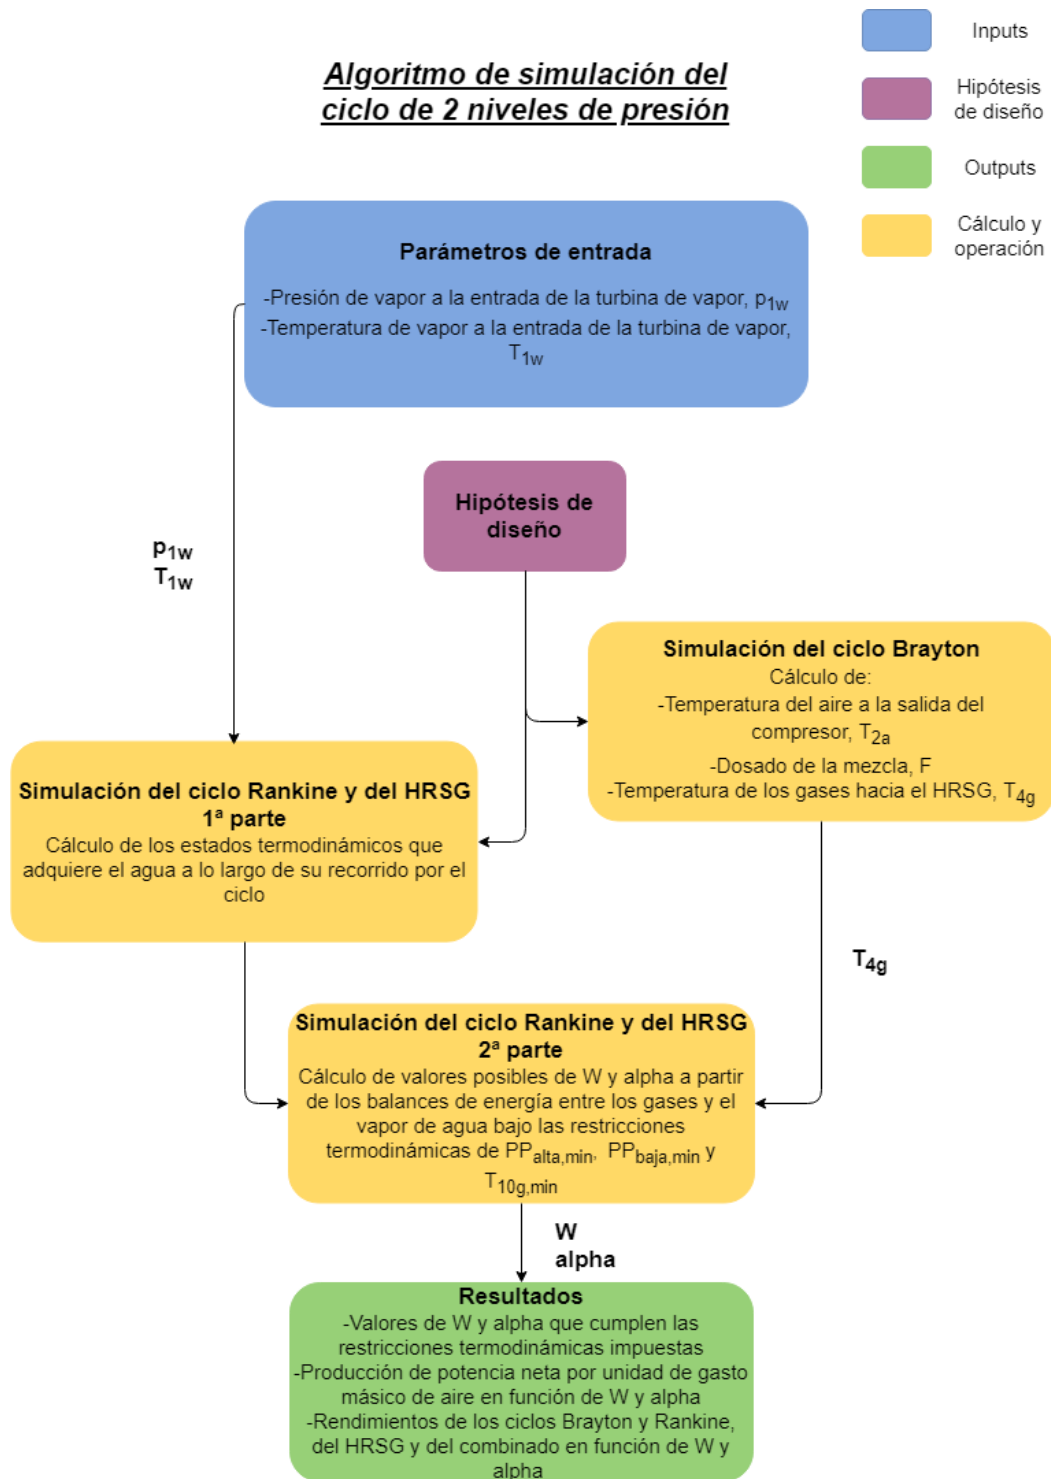 Inputs
Algoritmo de simulación del
ciclo de 2 niveles de presión
Hipótesis
de diseño
Outputs
Cálculo y
operación
Parámetros de entrada
-Presión de vapor a la entrada de la turbina de vapor, p1w
-Temperatura de vapor a la entrada de la turbina de vapor,
T1w
Hipótesis de
diseño
p1w
T1w
Simulación del ciclo Brayton
Cálculo de:
-Temperatura del aire a la salida del
compresor, T2a
-Dosado de la mezcla, F
-Temperatura de los gases hacia el HRSG, T4g
Simulación del ciclo Rankine y del HRSG
1ª parte
Cálculo de los estados termodinámicos que
adquiere el agua a lo largo de su recorrido por el
ciclo
T4g
Simulación del ciclo Rankine y del HRSG
2ª parte
Cálculo de valores posibles de W y alpha a partir
de los balances de energía entre los gases y el
vapor de agua bajo las restricciones
termodinámicas de PPalta,min, PPbaja,min y
T10g,min
W
alpha
Resultados
-Valores de W y alpha que cumplen las
restricciones termodinámicas impuestas
-Producción de potencia neta por unidad de gasto
másico de aire en función de W y alpha
-Rendimientos de los ciclos Brayton y Rankine,
del HRSG y del combinado en función de W y
alpha